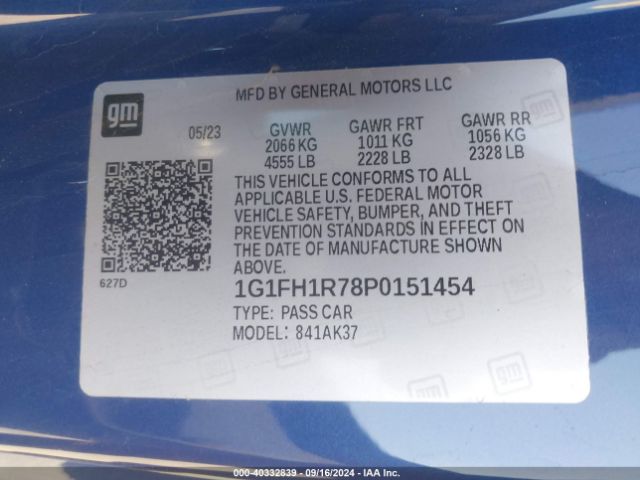 gm
MFD BY GENERAL MOTORS LLC
05/23 GVWR GAWR FRT GAWR RR
2066 KG 1011 KG 1056 KG
4555 LB 2228 LB 2328 LB
THIS VEHICLE CONFORMS TO ALL
APPLICABLE U.S. FEDERAL MOTOR
VEHICLE SAFETY, BUMPER, AND THEFT
PREVENTION STANDARDS IN EFFECT ON
THE DATE OF MANUFACTURE SHOWN
ABOVE.
627D
1G1FH1R78P0151454
TYPE: PASS CAR
MODEL: 841AK37
gm
gm
000-40332839 - 09/16/2024 - IAA Inc.